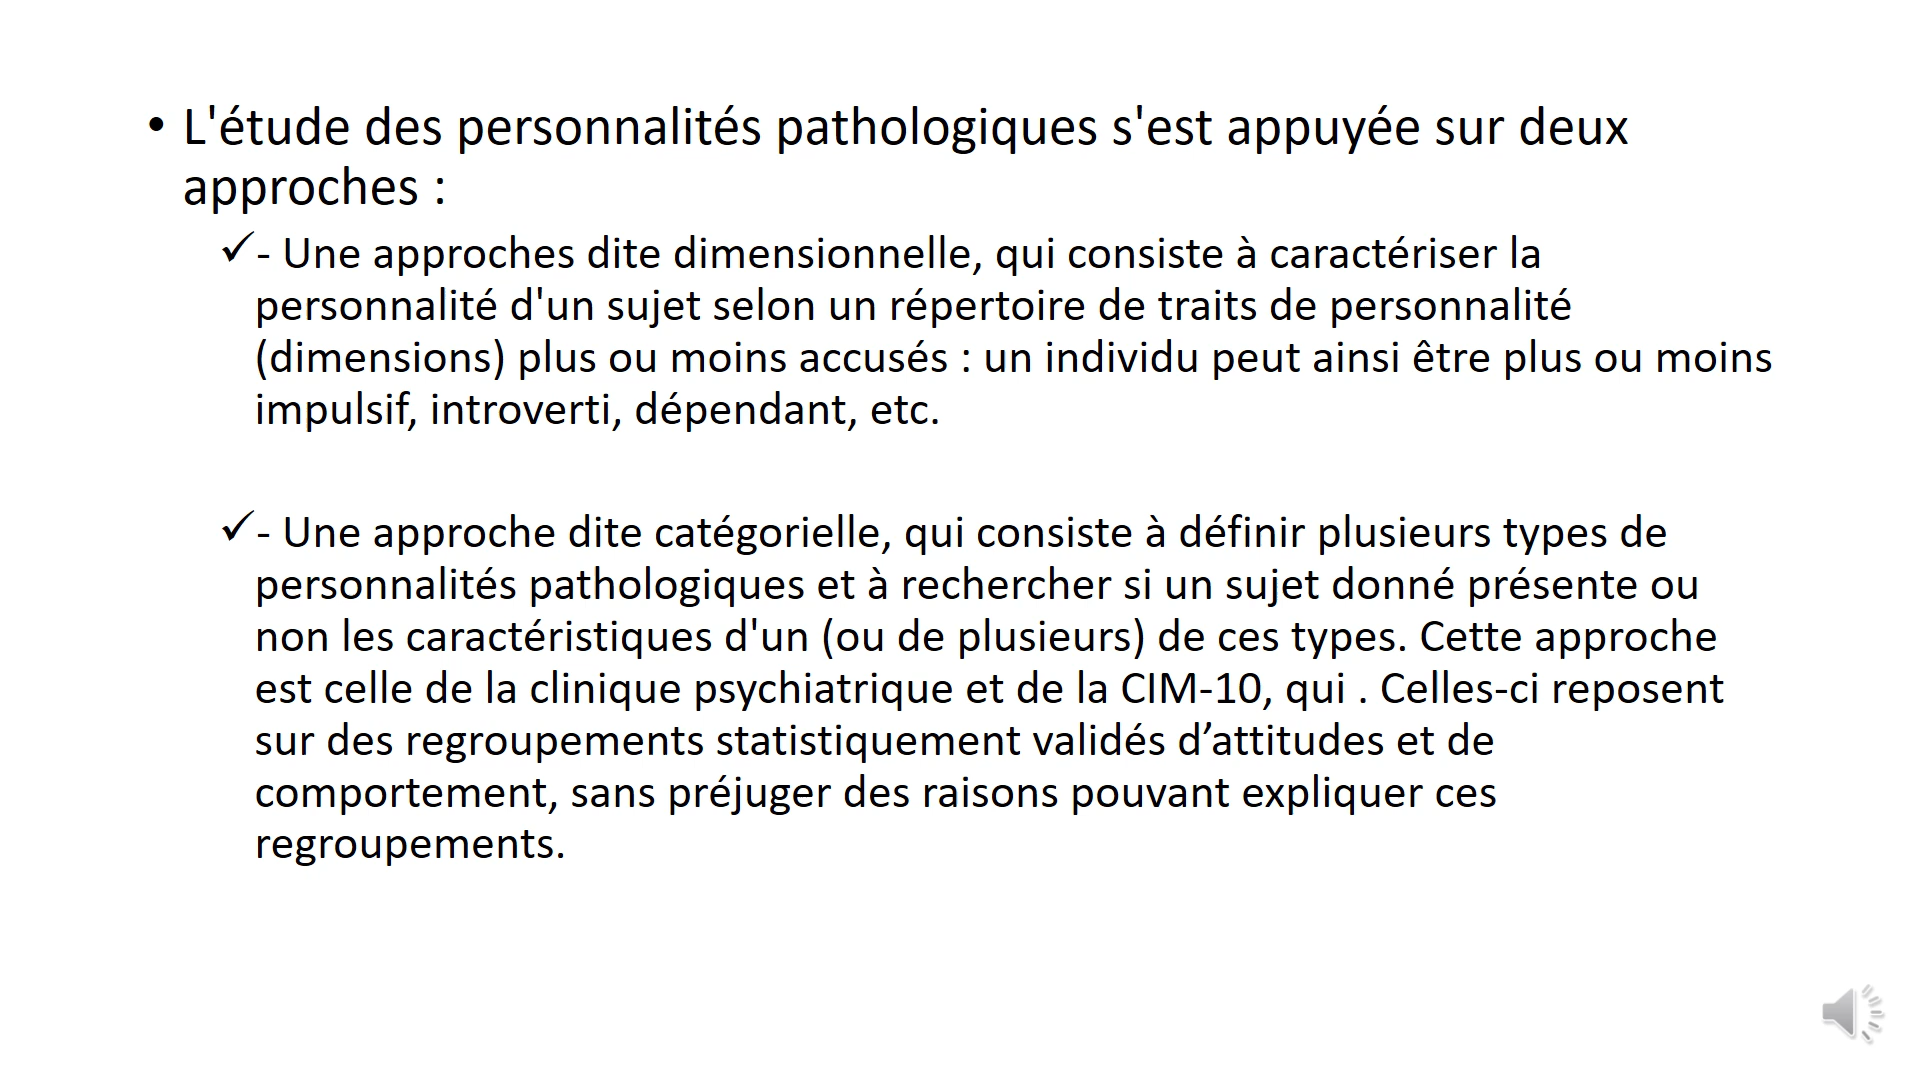 • L'étude des personnalités pathologiques s'est appuyée sur deux
approches :
✓- Une approches dite dimensionnelle, qui consiste à caractériser la
personnalité d'un sujet selon un répertoire de traits de personnalité
(dimensions) plus ou moins accusés : un individu peut ainsi être plus ou moins
impulsif, introverti, dépendant, etc.
✓- Une approche dite catégorielle, qui consiste à définir plusieurs types de
personnalités pathologiques et à rechercher si un sujet donné présente ou
non les caractéristiques d'un (ou de plusieurs) de ces types. Cette approche
est celle de la clinique psychiatrique et de la CIM-10, qui . Celles-ci reposent
sur des regroupements statistiquement validés d’attitudes et de
comportement, sans préjuger des raisons pouvant expliquer ces
regroupements.